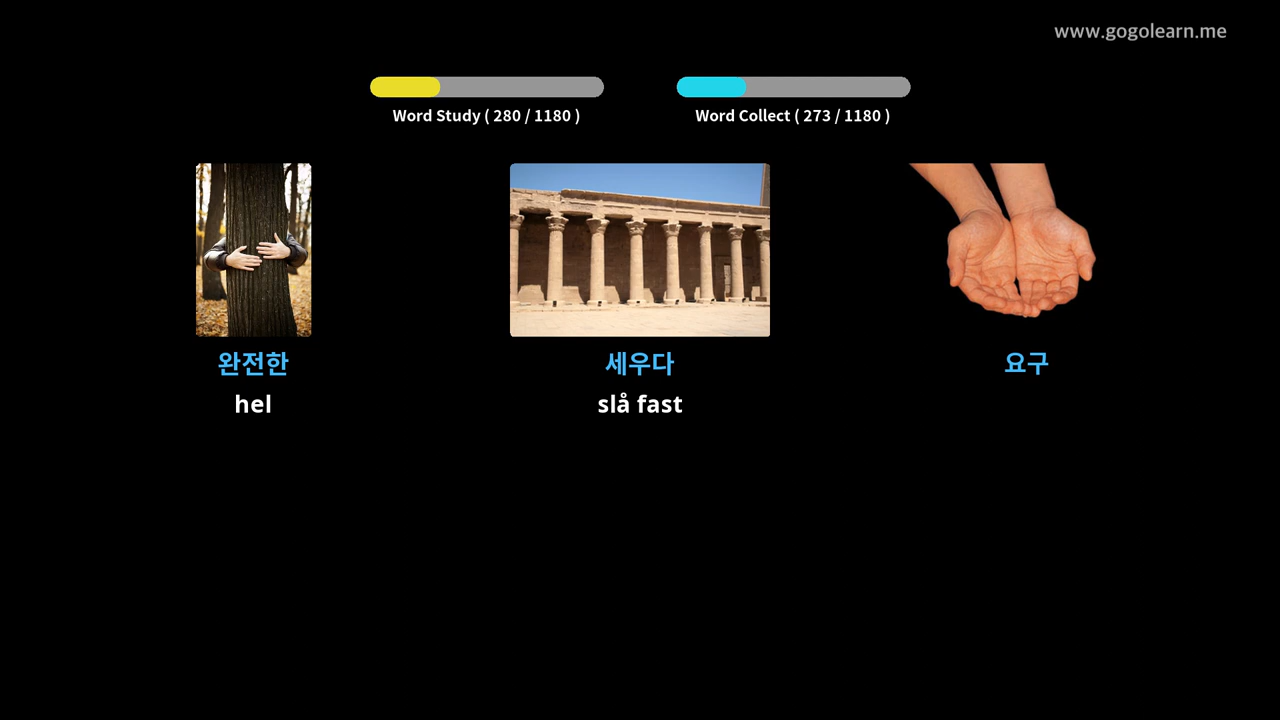 www.gogolearn.me
Word Study ( 280 / 1180 )
Word Collect ( 273 / 1180 )
완전한
세우다
요구
hel
slå fast